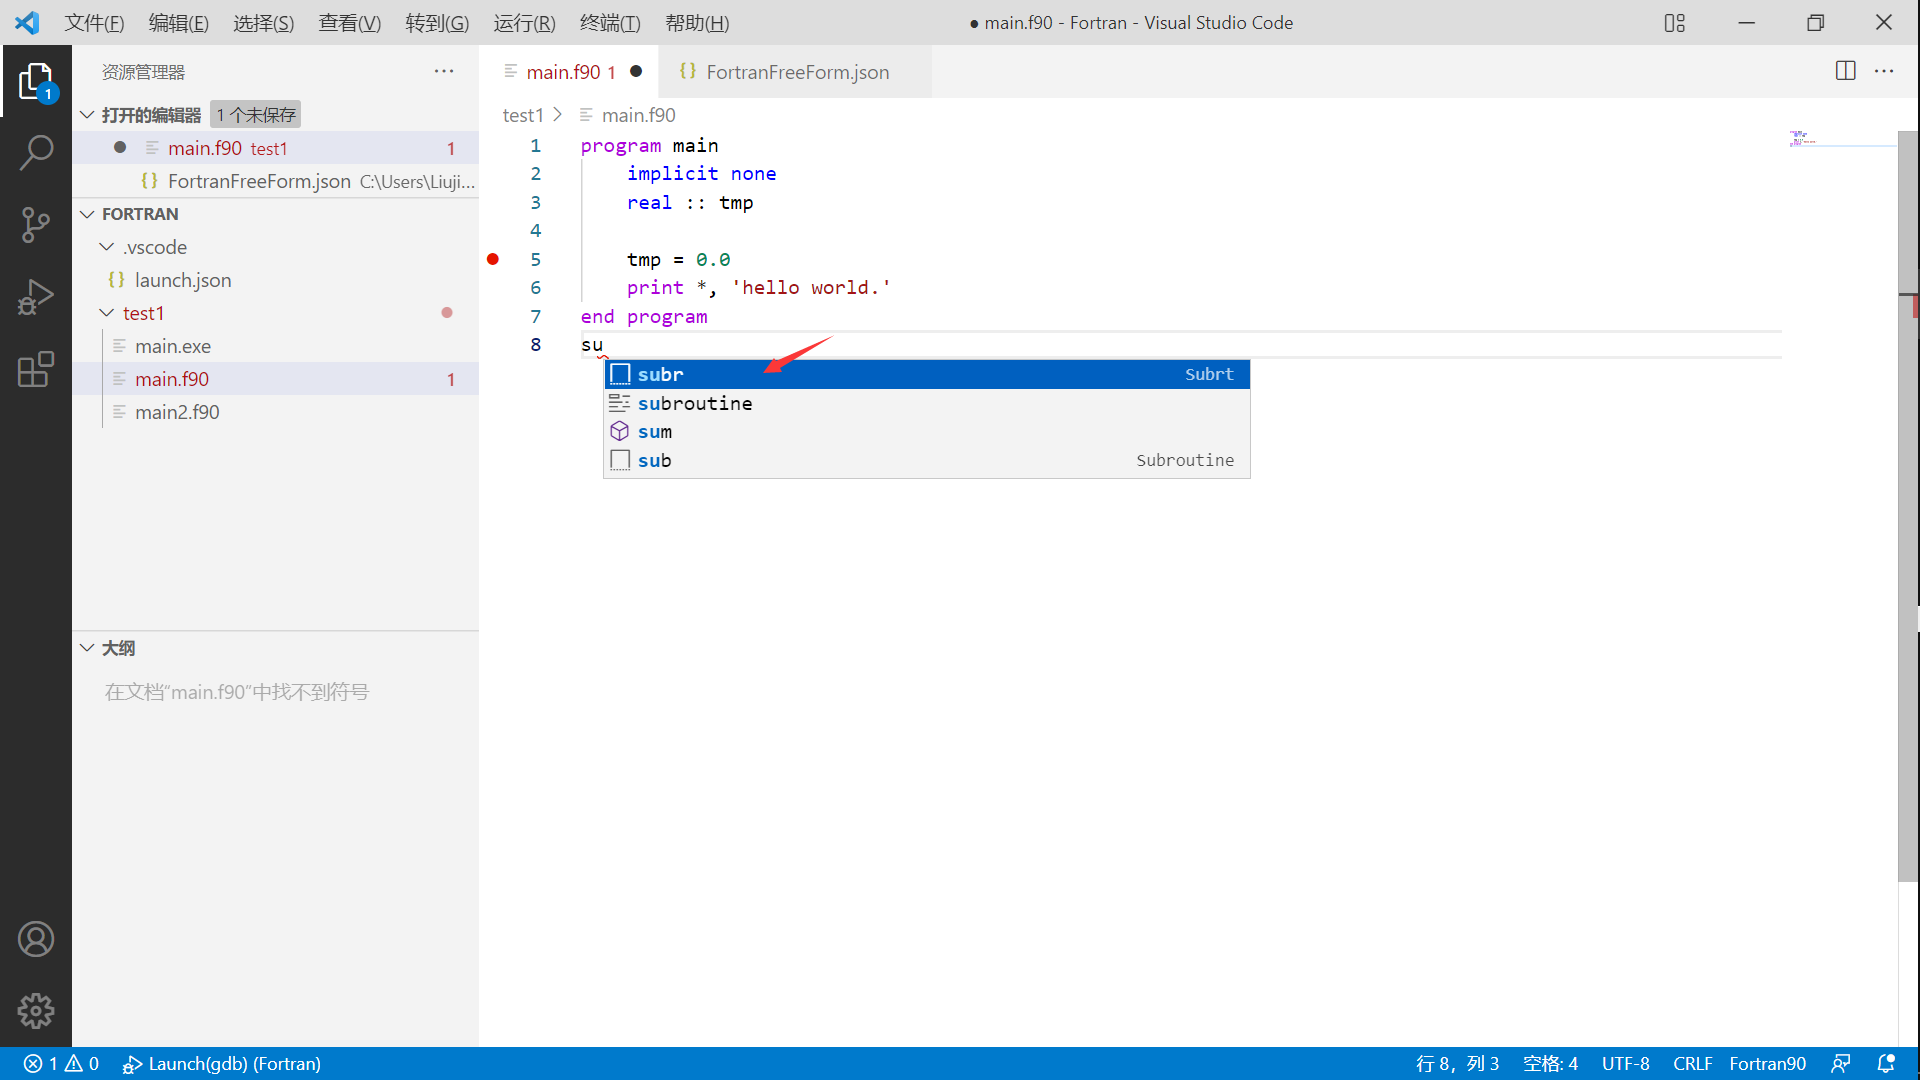 文件(F) 编辑(E) 选择(S) 查看(V) 转到(G) 运行(R) 终端(T) 帮助(H) ● main.f90 - Fortran - Visual Studio Code
资源管理器 ···
main.f90 1 ●
{} FortranFreeForm.json
1
打开的编辑器 1 个未保存
● main.f90 test1 1
{} FortranFreeForm.json C:\Users\Liuji...
FORTRAN
.vscode
{} launch.json
test1
main.exe
main.f90 1
main2.f90
大纲
在文档“main.f90”中找不到符号
test1 > main.f90
1 program main
2 implicit none
3 real :: tmp
4
5 tmp = 0.0
6 print *, 'hello world.'
7 end program
8 su
subr Subrt
subroutine
sum
sub Subroutine
1 0 Launch(gdb) (Fortran) 行 8，列 3 空格: 4 UTF-8 CRLF Fortran90